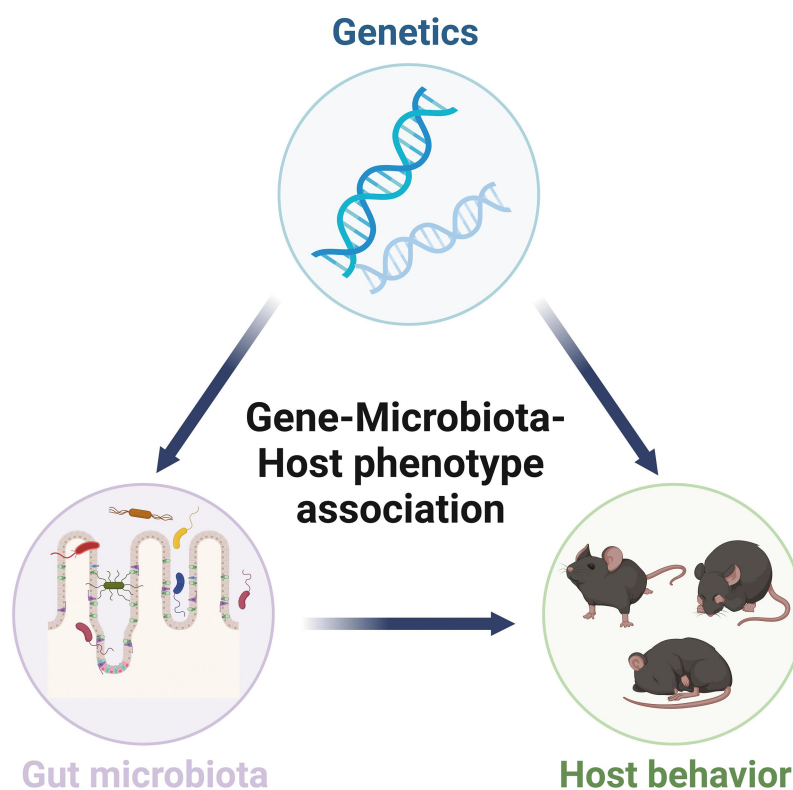 Genetics
Gene-Microbiota-
Host phenotype
association
Gut microbiota
Host behavior